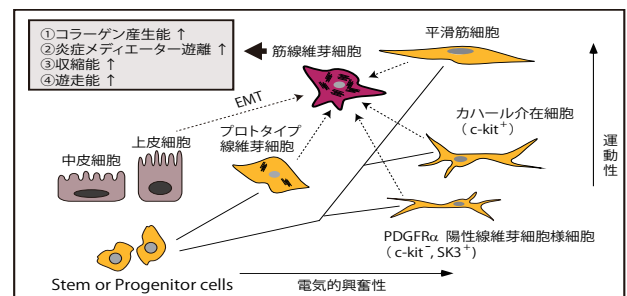 ①コラーゲン産生能 ↑
②炎症メディエーター遊離 ↑
③収縮能 ↑
④遊走能 ↑
筋線維芽細胞
平滑筋細胞
EMT
カハール介在細胞
(c-kit⁺)
運動性
上皮細胞
中皮細胞
プロトタイプ
線維芽細胞
PDGFRα 陽性線維芽細胞様細胞
(c-kit⁻, SK3⁺)
Stem or Progenitor cells
電気的興奮性